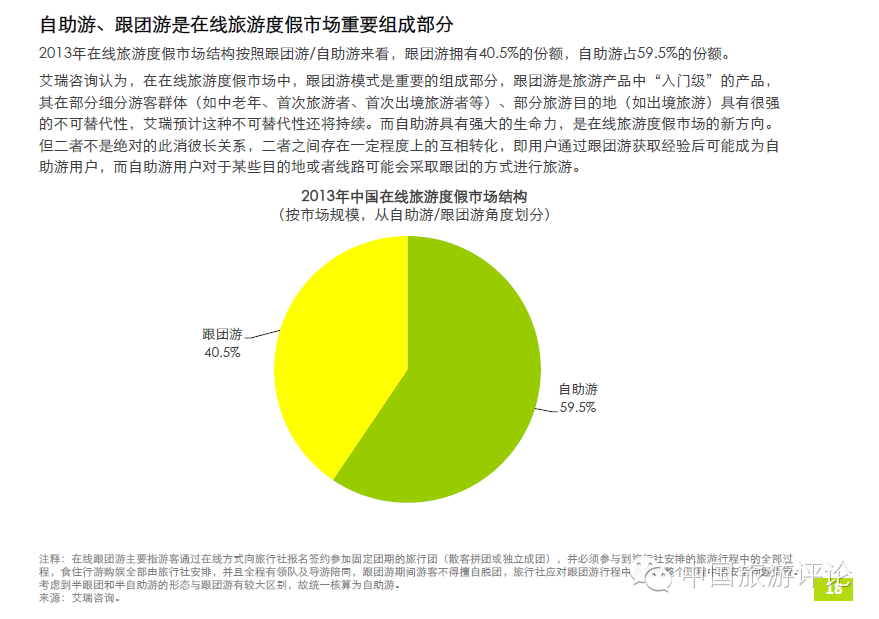 自助游、跟团游是在线旅游度假市场重要组成部分
2013年在线旅游度假市场结构按照跟团游/自助游来看，跟团游拥有40.5%的份额，自助游占59.5%的份额。
艾瑞咨询认为，在在线旅游度假市场中，跟团游模式是重要的组成部分，跟团游是旅游产品中“入门级”的产品，
其在部分细分游客群体（如中老年、首次旅游者、首次出境旅游者等）、部分旅游目的地（如出境旅游）具有很强
的不可替代性，艾瑞预计这种不可替代性还将持续。而自助游具有强大的生命力，是在线旅游度假市场的新方向。
但二者不是绝对的此消彼长关系，二者之间存在一定程度上的互相转化，即用户通过跟团游获取经验后可能成为自
助游用户，而自助游用户对于某些目的地或者线路可能会采取跟团的方式进行旅游。
2013年中国在线旅游度假市场结构
（按市场规模，从自助游/跟团游角度划分）
跟团游
40.5%
自助游
59.5%
注释：在线跟团游主要指游客通过在线方式向旅行社报名签约参加固定团期的旅行团（散客拼团或独立成团），并必须参与到旅行社安排的旅游行程中的全部过
程，食住行游购娱全部由旅行社安排，并且全程有领队及导游陪同，跟团游期间游客不得擅自脱团，旅行社应对跟团游行程中
考虑到半跟团和半自助游的形态与跟团游有较大区别，故统一核算为自助游。
来源：艾瑞咨询。
中国旅游评论
18